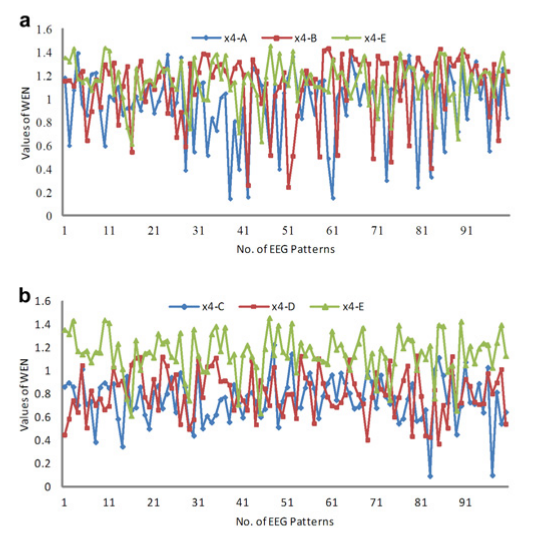 a
x4-A x4-B x4-E
Values of WEN
1.6
1.4
1.2
1
0.8
0.6
0.4
0.2
0
1 11 21 31 41 51 61 71 81 91
No. of EEG Patterns
b
x4-C x4-D x4-E
Values of WEN
1.6
1.4
1.2
1
0.8
0.6
0.4
0.2
0
1 11 21 31 41 51 61 71 81 91
No. of EEG Patterns